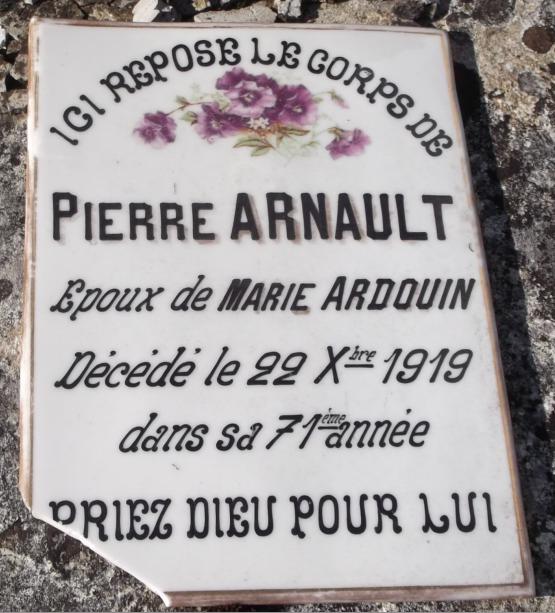 ICI REPOSE LE CORPS DE
PIERRE ARNAULT
Epoux de MARIE ARDOUIN
Décédé le 22 Xbre 1919
dans sa 71ème année
PRIEZ DIEU POUR LUI